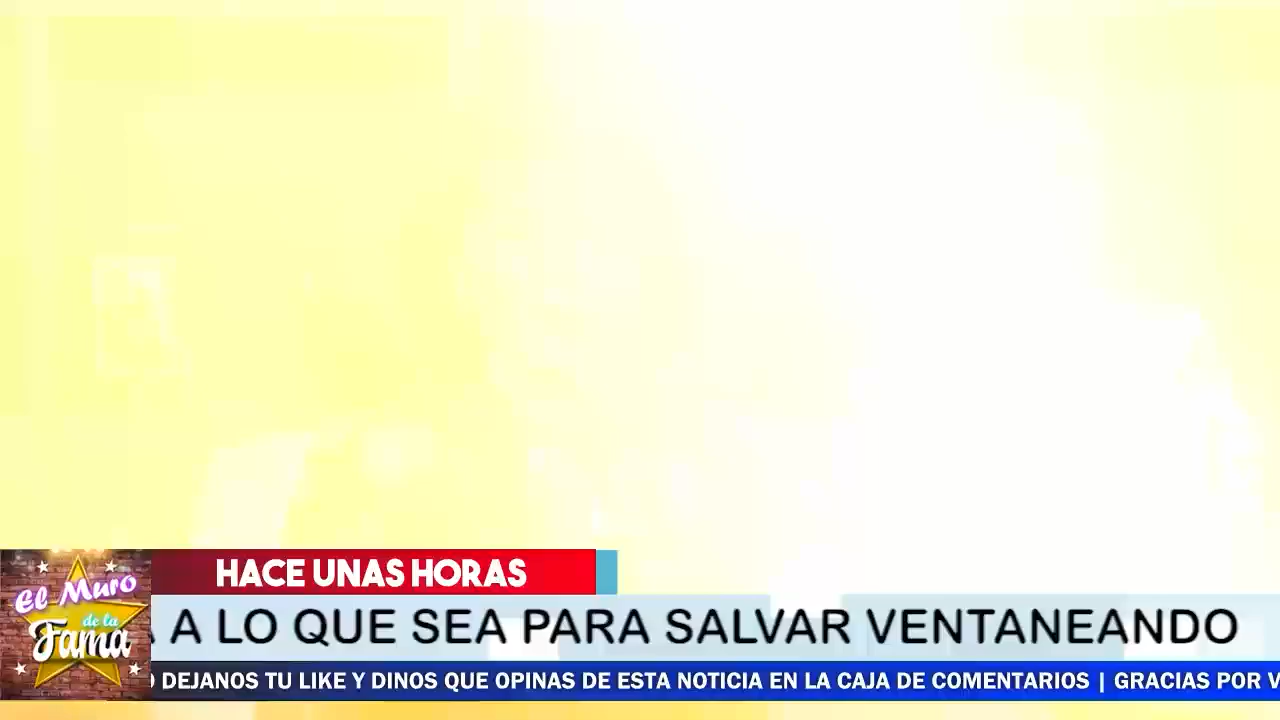 HACE UNAS HORAS
El Muro
de la
Fama
A LO QUE SEA PARA SALVAR VENTANEANDO
DEJANOS TU LIKE Y DINOS QUE OPINAS DE ESTA NOTICIA EN LA CAJA DE COMENTARIOS | GRACIAS POR